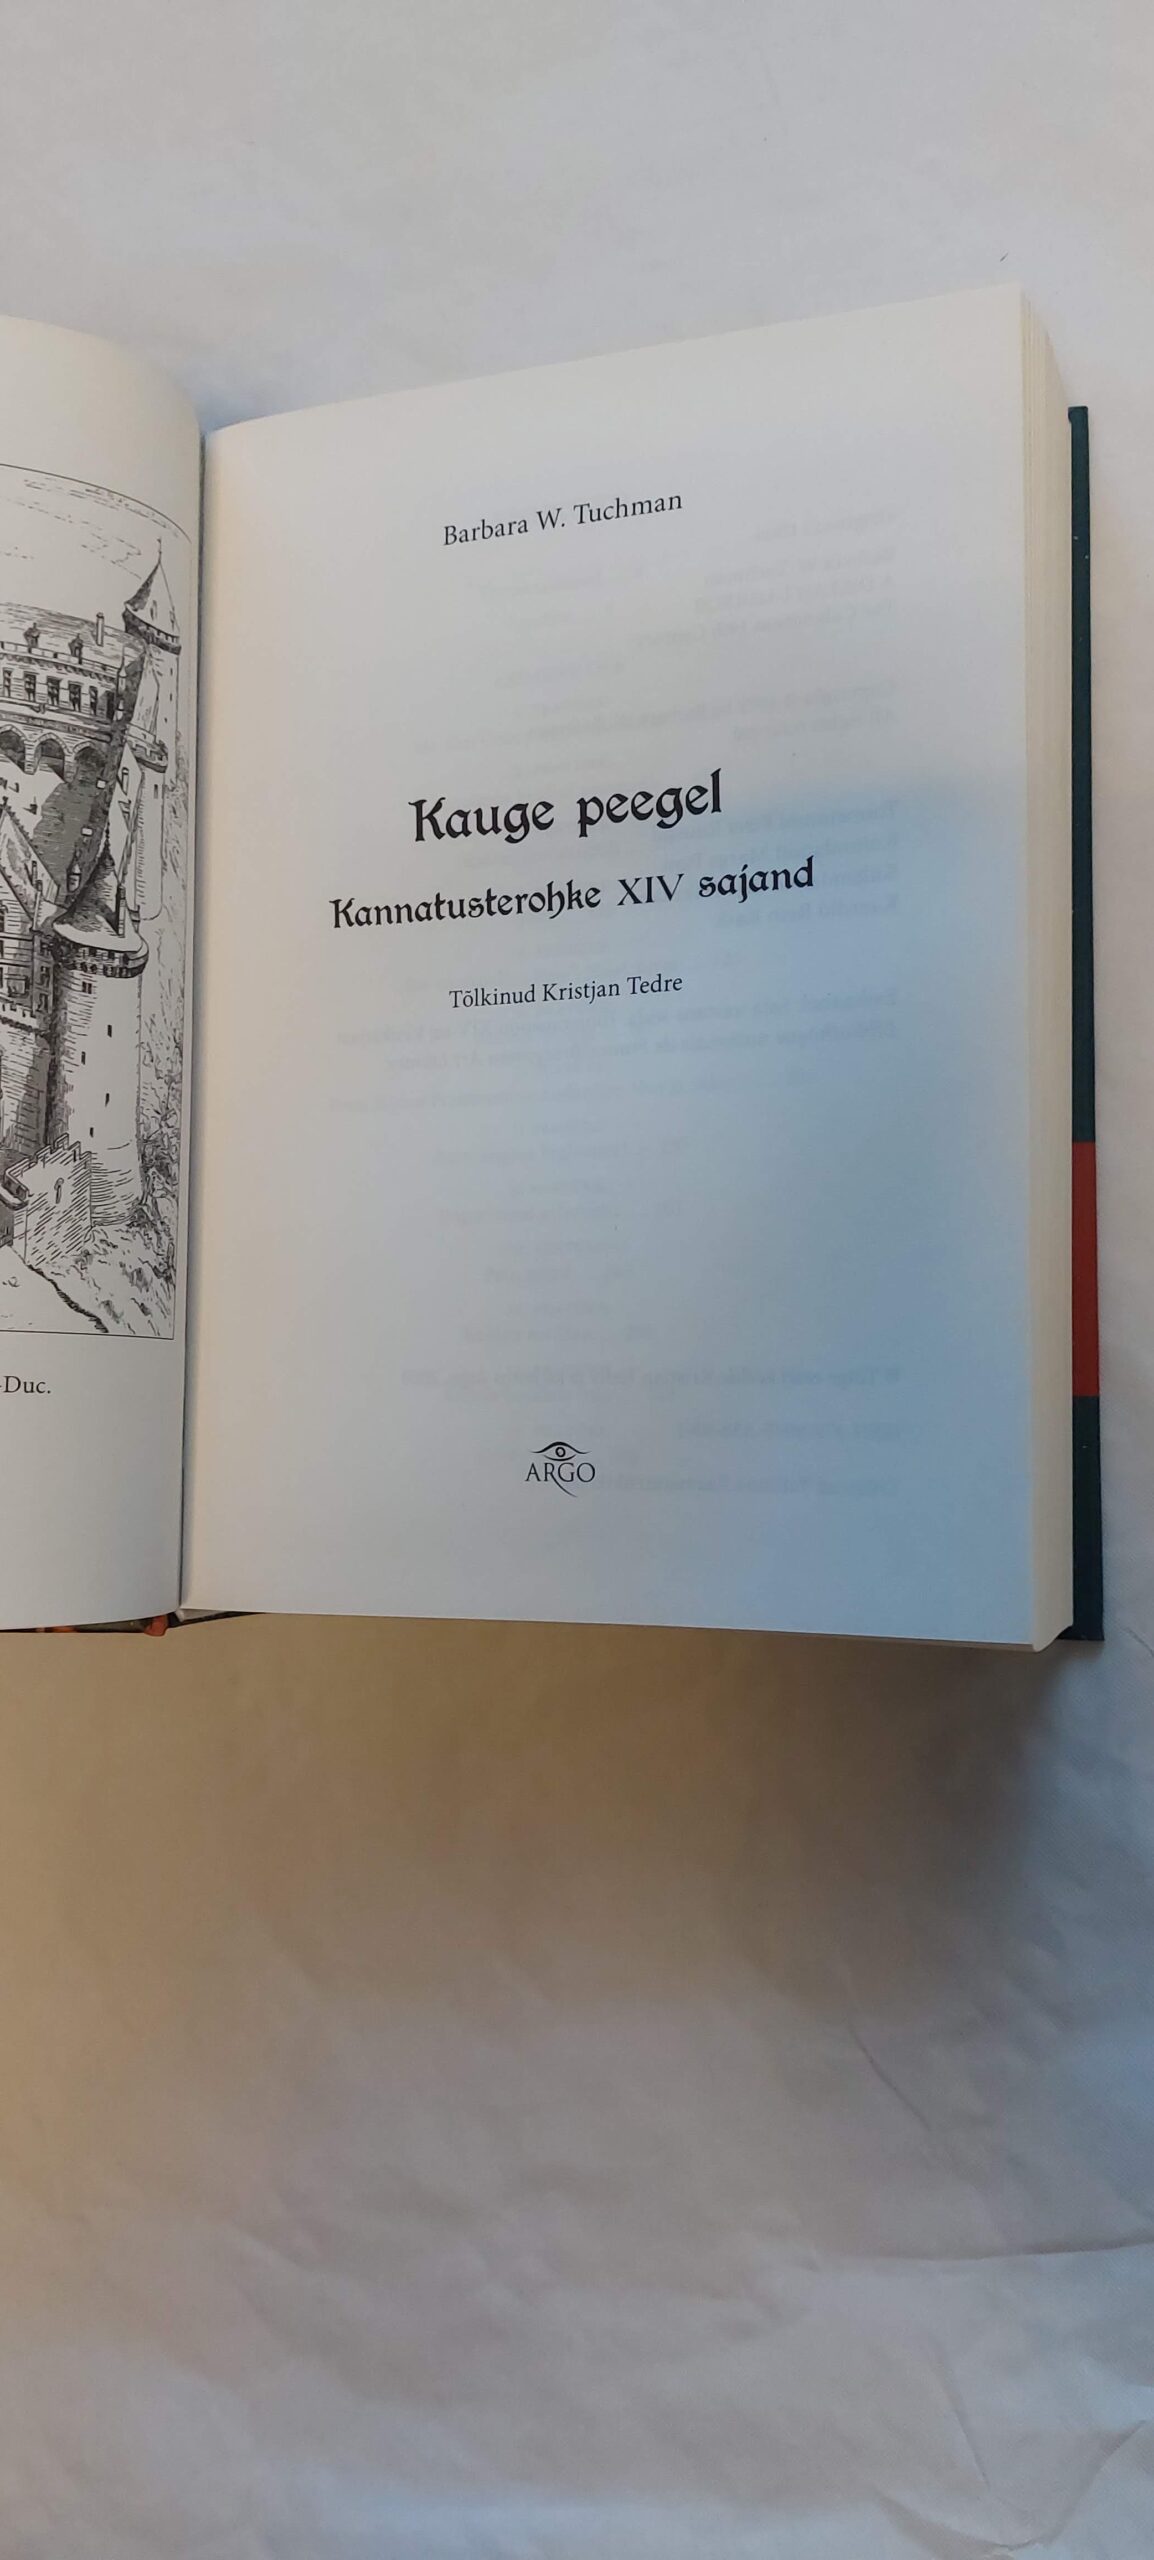 Barbara W. Tuchman
Kauge peegel
Kannatusterohke XIV sajand
Tõlkinud Kristjan Tedre
ARGO
-Duc.